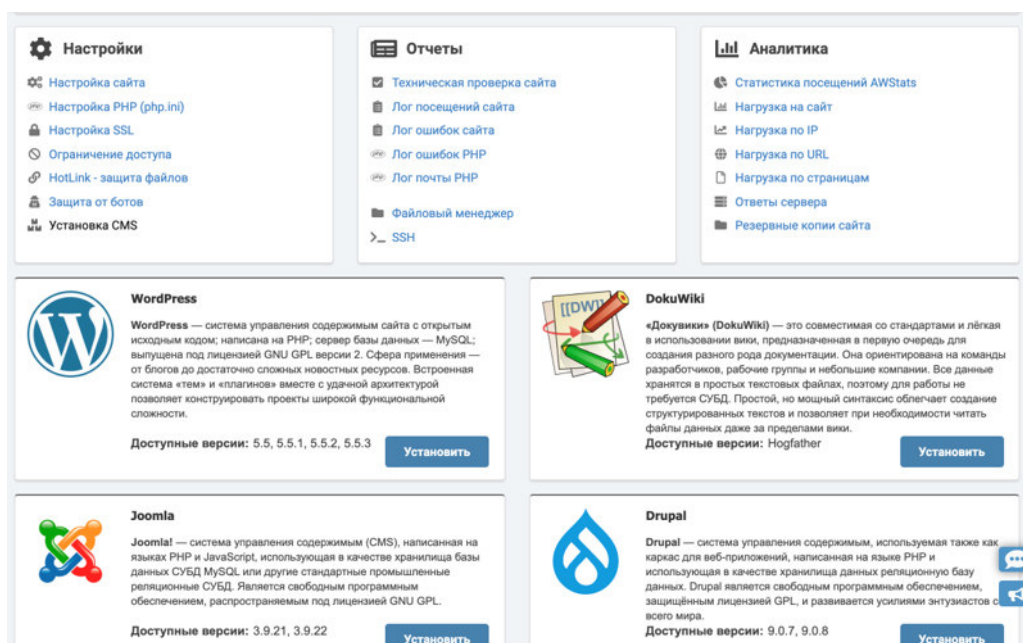 Настройки
Настройка сайта
Настройка PHP (php.ini)
Настройка SSL
Ограничение доступа
HotLink - защита файлов
Защита от ботов
Установка CMS
Отчеты
Техническая проверка сайта
Лог посещений сайта
Лог ошибок сайта
Лог ошибок PHP
Лог почты PHP
Файловый менеджер
SSH
Аналитика
Статистика посещений AWStats
Нагрузка на сайт
Нагрузка по IP
Нагрузка по URL
Нагрузка по страницам
Ответы сервера
Резервные копии сайта
WordPress
WordPress — система управления содержимым сайта с открытым
исходным кодом; написана на PHP; сервер базы данных — MySQL;
выпущена под лицензией GNU GPL версии 2. Сфера применения —
от блогов до достаточно сложных новостных ресурсов. Встроенная
система «тем» и «плагинов» вместе с удачной архитектурой
позволяет конструировать проекты широкой функциональной
сложности.
Доступные версии: 5.5, 5.5.1, 5.5.2, 5.5.3
Установить
[[DW]]
DokuWiki
«Докувики» (DokuWiki) — это совместимая со стандартами и лёгкая
в использовании вики, предназначенная в первую очередь для
создания разного рода документации. Она ориентирована на команды
разработчиков, рабочие группы и небольшие компании. Все данные
хранятся в простых текстовых файлах, поэтому для работы не
требуется СУБД. Простой, но мощный синтаксис облегчает создание
структурированных текстов и позволяет при необходимости читать
файлы данных даже за пределами вики.
Доступные версии: Hogfather
Установить
Joomla
Joomla! — система управления содержимым (CMS), написанная на
языках PHP и JavaScript, использующая в качестве хранилища базы
данных СУБД MySQL или другие стандартные промышленные
реляционные СУБД. Является свободным программным
обеспечением, распространяемым под лицензией GNU GPL.
Доступные версии: 3.9.21, 3.9.22
Установить
Drupal
Drupal — система управления содержимым, используемая также как
каркас для веб-приложений, написанная на языке PHP и
использующая в качестве хранилища данных реляционную базу
данных. Drupal является свободным программным обеспечением,
защищённым лицензией GPL, и развивается усилиями энтузиастов с
всего мира.
Доступные версии: 9.0.7, 9.0.8
Установить